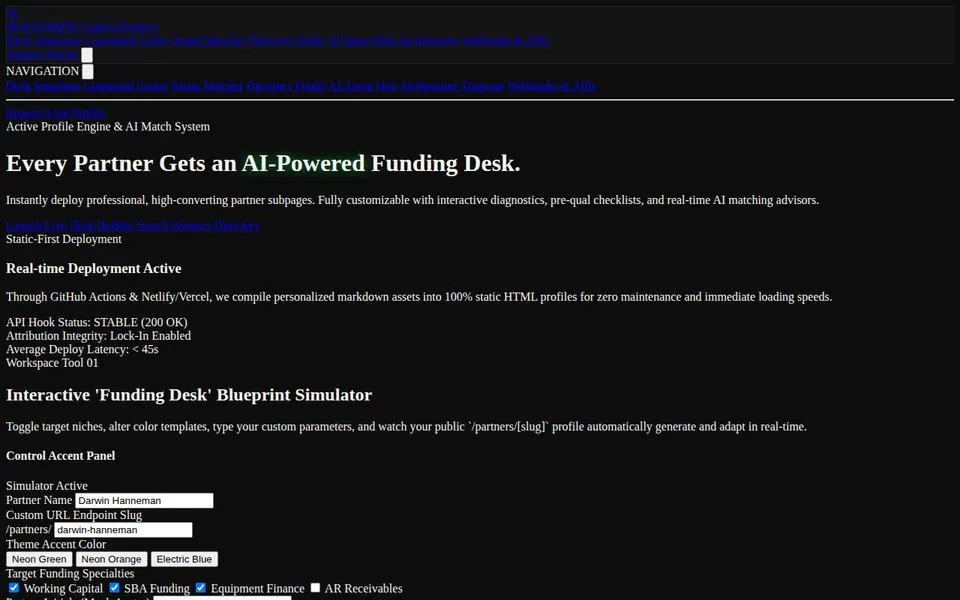 M
MOONSHINE Capital Partners
Desk Simulator Command Center Router Matcher Directory Finder AI Agent Hub Architecture Webhooks & APIs
Deploy Profile
NAVIGATION
Desk Simulator Command Center Router Matcher Directory Finder AI Agent Hub Architecture Diagram Webhooks & APIs
Request Live Profile
Active Profile Engine & AI Match System
Every Partner Gets an AI-Powered Funding Desk.
Instantly deploy professional, high-converting partner subpages. Fully customizable with interactive diagnostics, pre-qual checklists, and real-time AI matching advisors.
Launch Live Desk Builder Search Partners Directory
Static-First Deployment
Real-time Deployment Active
Through GitHub Actions & Netlify/Vercel, we compile personalized markdown assets into 100% static HTML profiles for zero maintenance and immediate loading speeds.
API Hook Status: STABLE (200 OK)
Attribution Integrity: Lock-In Enabled
Average Deploy Latency: < 45s
Workspace Tool 01
Interactive 'Funding Desk' Blueprint Simulator
Toggle target niches, alter color templates, type your custom parameters, and watch your public `/partners/[slug]` profile automatically generate and adapt in real-time.
Control Accent Panel
Simulator Active
Partner Name Darwin Hanneman
Custom URL Endpoint Slug
/partners/ darwin-hanneman
Theme Accent Color
Neon Green Neon Orange Electric Blue
Target Funding Specialties
Working Capital SBA Funding Equipment Finance AR Receivables